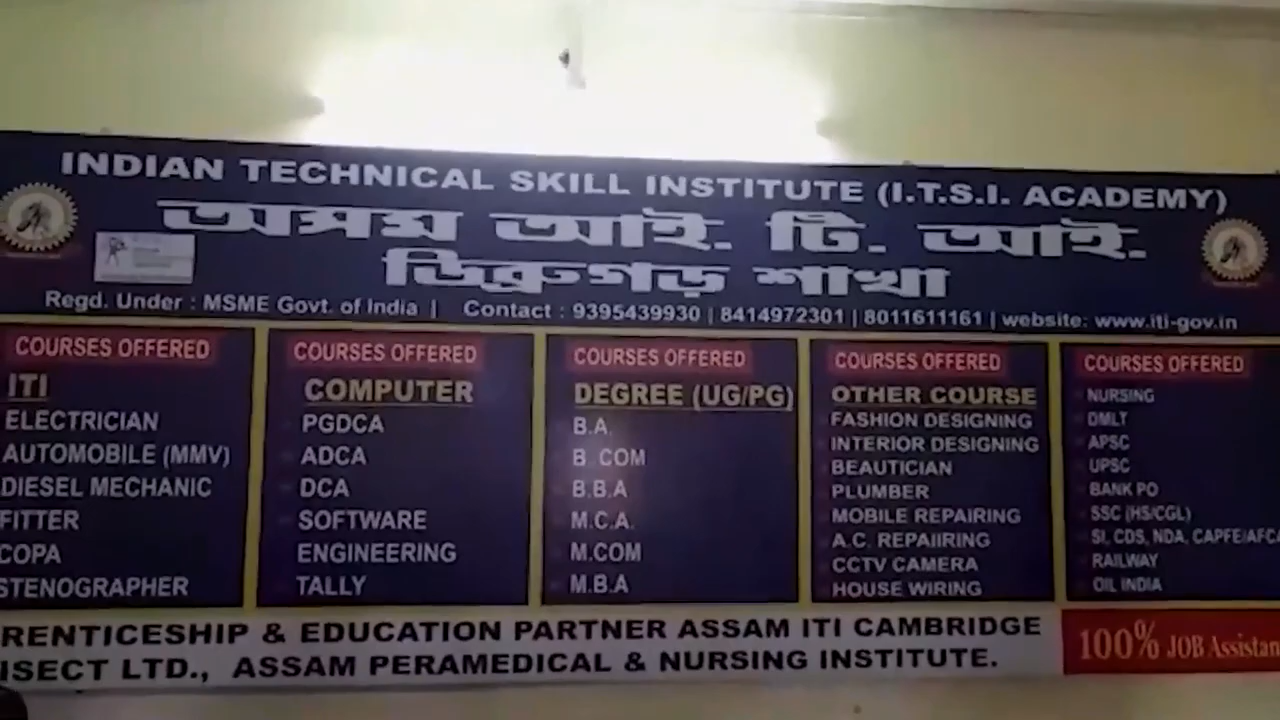 INDIAN TECHNICAL SKILL INSTITUTE (I.T.S.I. ACADEMY)
অসম আই. টি. আই.
ডিব্ৰুগড় শাখা
Regd. Under : MSME Govt. of India | Contact : 9395439930 | 8414972301 | 8011611161 | website: www.iti-gov.in
COURSES OFFERED
ITI
ELECTRICIAN
AUTOMOBILE (MMV)
DIESEL MECHANIC
FITTER
COPA
STENOGRAPHER
COURSES OFFERED
COMPUTER
PGDCA
ADCA
DCA
SOFTWARE
ENGINEERING
TALLY
COURSES OFFERED
DEGREE (UG/PG)
B.A.
B.COM
B.B.A
M.C.A.
M.COM
M.B.A
COURSES OFFERED
OTHER COURSE
FASHION DESIGNING
INTERIOR DESIGNING
BEAUTICIAN
PLUMBER
MOBILE REPAIRING
A.C. REPAIIRING
CCTV CAMERA
HOUSE WIRING
COURSES OFFERED
NURSING
DMLT
APSC
UPSC
BANK PO
SSC (HS/CGL)
SI, CDS, NDA, CAPFE/AFCA
RAILWAY
OIL INDIA
RENTICESHIP & EDUCATION PARTNER ASSAM ITI CAMBRIDGE
ISECT LTD., ASSAM PERAMEDICAL & NURSING INSTITUTE.
100% JOB Assistan